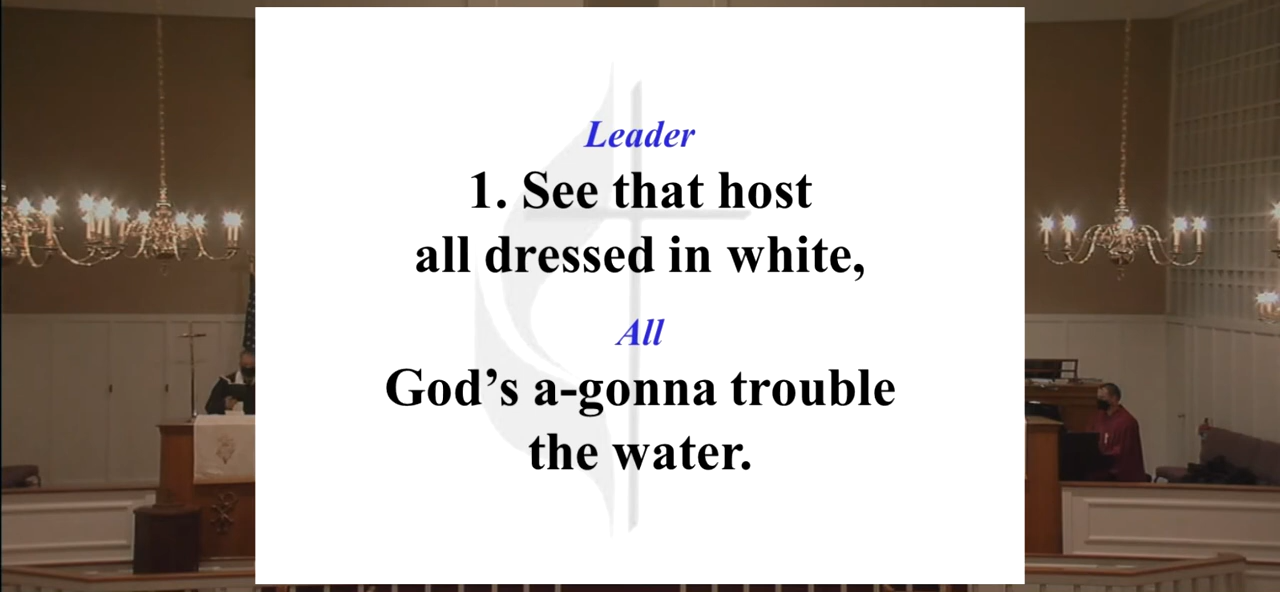 Leader
1. See that host
all dressed in white,
All
God’s a-gonna trouble
the water.